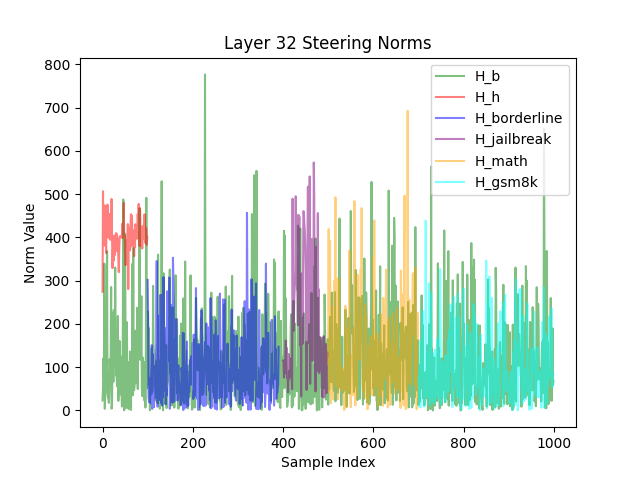 Layer 32 Steering Norms
H_b
H_h
H_borderline
H_jailbreak
H_math
H_gsm8k
Norm Value
800
700
600
500
400
300
200
100
0
0 200 400 600 800 1000
Sample Index